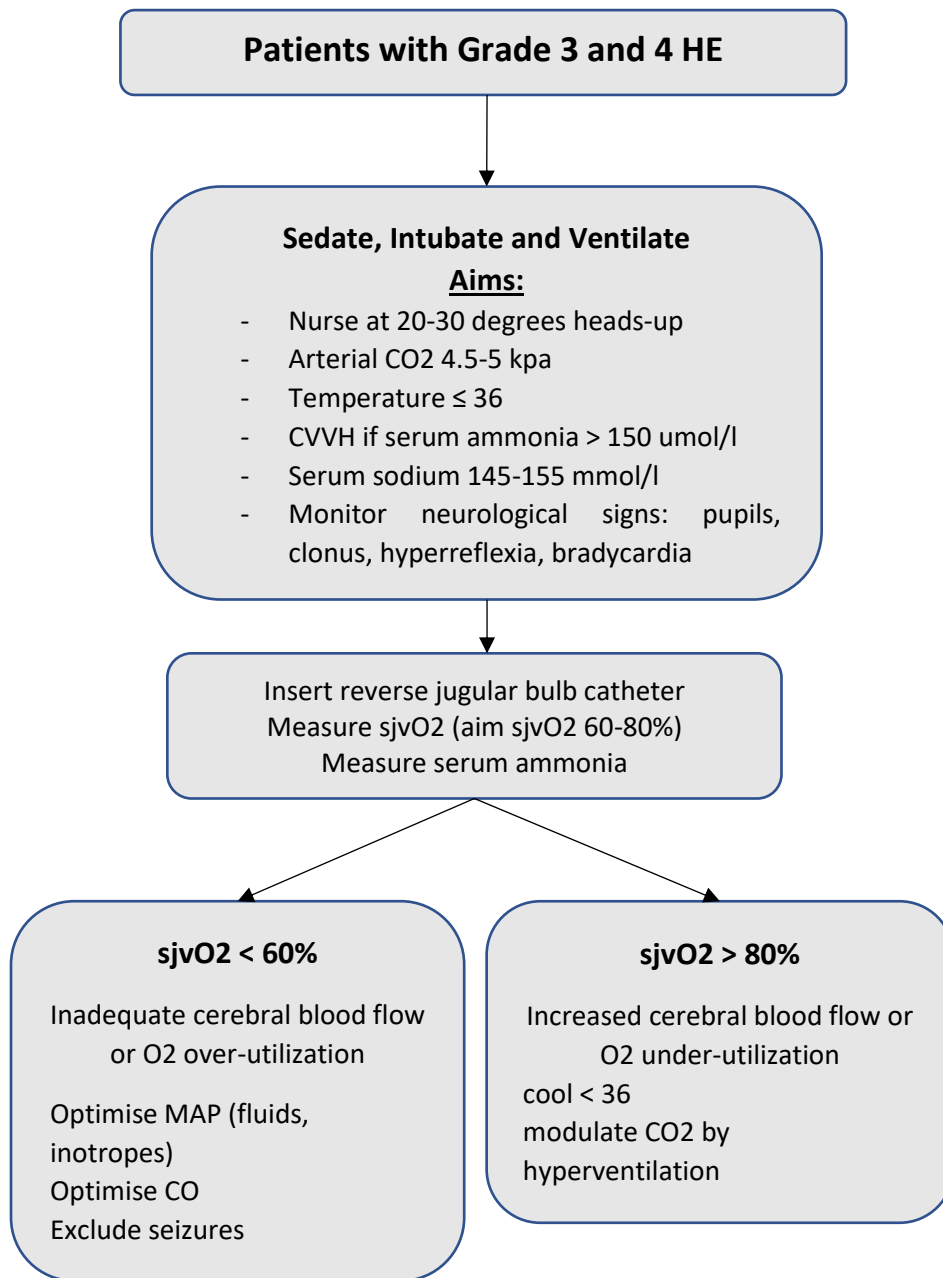 Patients with Grade 3 and 4 HE
Sedate, Intubate and Ventilate
Aims:
- Nurse at 20-30 degrees heads-up
- Arterial CO2 4.5-5 kpa
- Temperature ≤ 36
- CVVH if serum ammonia > 150 umol/l
- Serum sodium 145-155 mmol/l
- Monitor neurological signs: pupils,
clonus, hyperreflexia, bradycardia
Insert reverse jugular bulb catheter
Measure sjvO2 (aim sjvO2 60-80%)
Measure serum ammonia
sjvO2 < 60%
Inadequate cerebral blood flow
or O2 over-utilization
Optimise MAP (fluids,
inotropes)
Optimise CO
Exclude seizures
sjvO2 > 80%
Increased cerebral blood flow or
O2 under-utilization
cool < 36
modulate CO2 by
hyperventilation